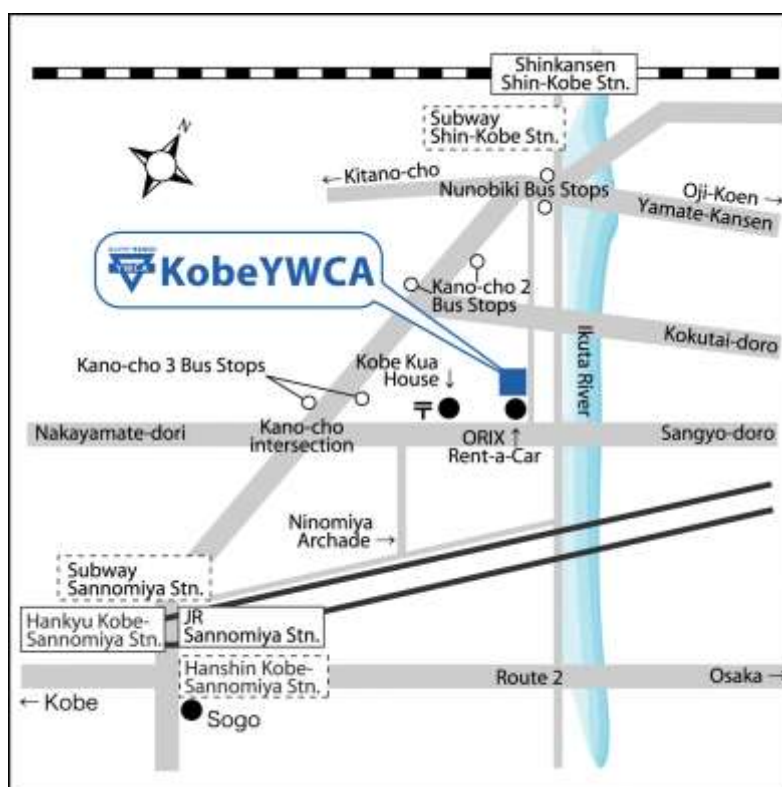 Shinkansen
Shin-Kobe Stn.
Subway
Shin-Kobe Stn.
N
← Kitano-cho
Nunobiki Bus Stops
Oji-Koen →
Yamate-Kansen
YWCA
KobeYWCA
Kano-cho 2
Bus Stops
Kokutai-doro
Ikuta River
Kano-cho 3 Bus Stops
Kobe Kua
House ↓
〒
Nakayamate-dori
Kano-cho
intersection
ORIX ↑
Rent-a-Car
Sangyo-doro
Ninomiya
Archade →
Subway
Sannomiya Stn.
Hankyu Kobe-
Sannomiya Stn.
JR
Sannomiya Stn.
Hanshin Kobe-
Sannomiya Stn.
Route 2
Osaka →
← Kobe
Sogo